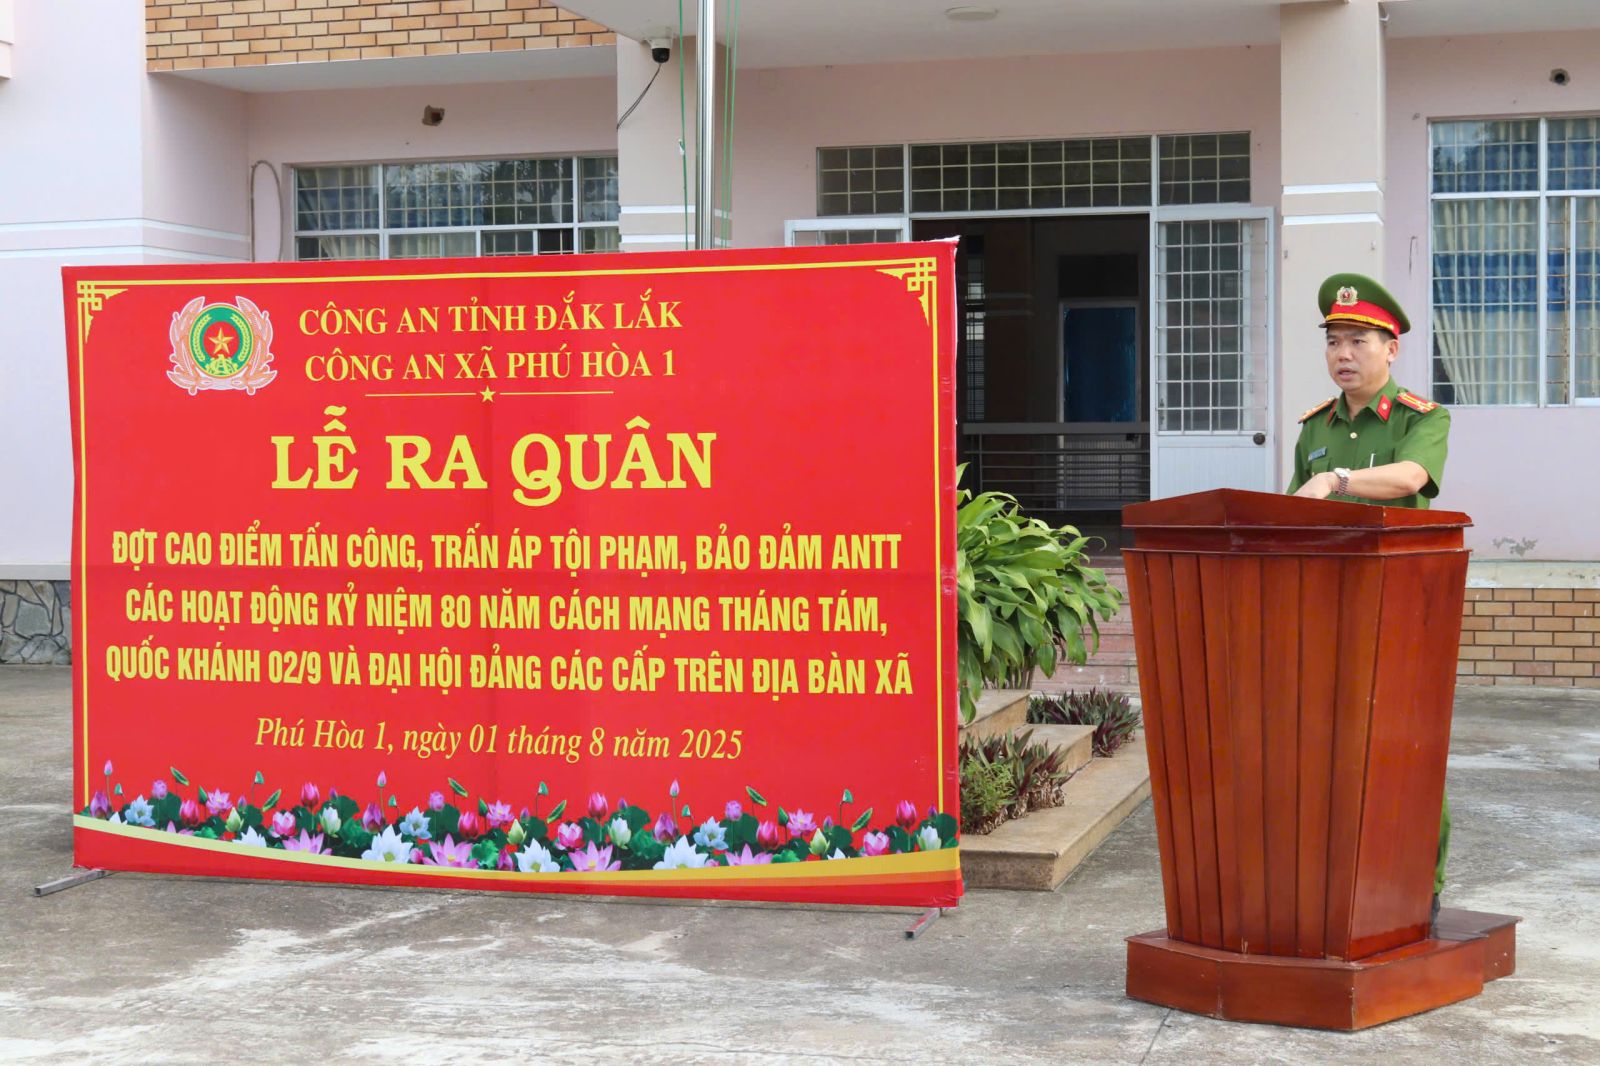 CÔNG AN TỈNH ĐẮK LẮK
CÔNG AN XÃ PHÚ HÒA 1
LỄ RA QUÂN
ĐỢT CAO ĐIỂM TẤN CÔNG, TRẤN ÁP TỘI PHẠM, BẢO ĐẢM ANTT
CÁC HOẠT ĐỘNG KỶ NIỆM 80 NĂM CÁCH MẠNG THÁNG TÁM,
QUỐC KHÁNH 02/9 VÀ ĐẠI HỘI ĐẢNG CÁC CẤP TRÊN ĐỊA BÀN XÃ
Phú Hòa 1, ngày 01 tháng 8 năm 2025